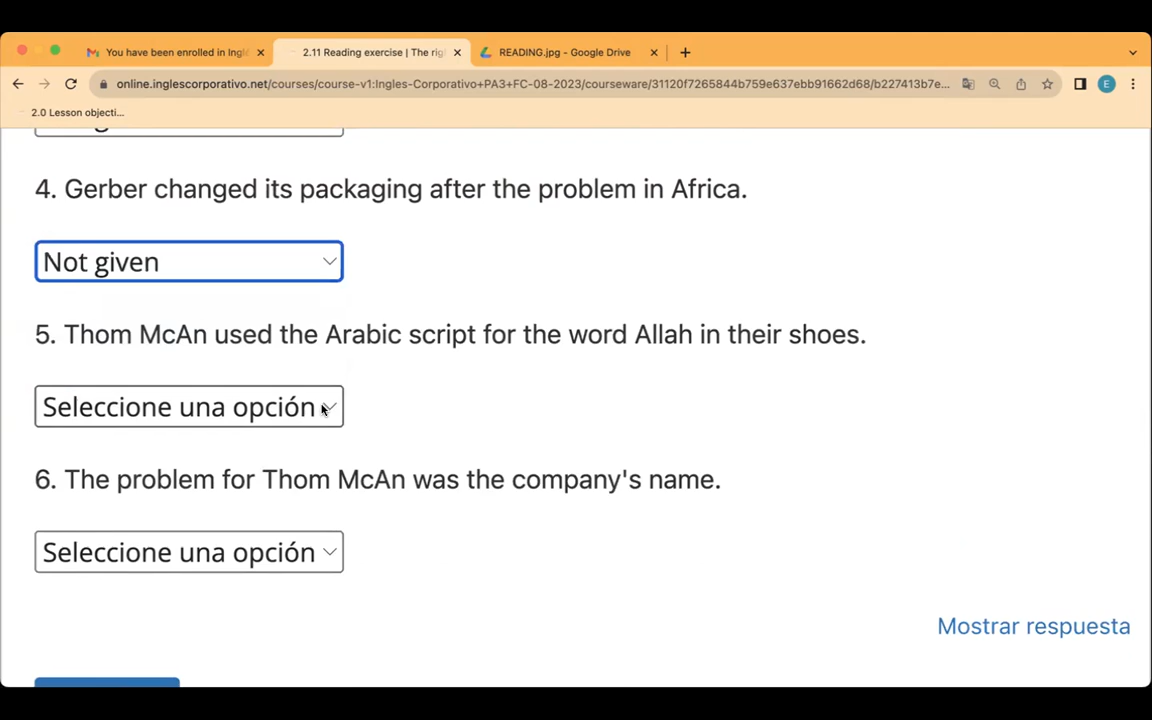 You have been enrolled in Inglé
2.11 Reading exercise | The rig
READING.jpg - Google Drive
online.inglescorporativo.net/courses/course-v1:Ingles-Corporativo+PA3+FC-08-2023/courseware/31120f7265844b759e637ebb91662d68/b227413b7e...
E
2.0 Lesson objecti...
4. Gerber changed its packaging after the problem in Africa.
Not given
5. Thom McAn used the Arabic script for the word Allah in their shoes.
Seleccione una opción
6. The problem for Thom McAn was the company's name.
Seleccione una opción
Mostrar respuesta